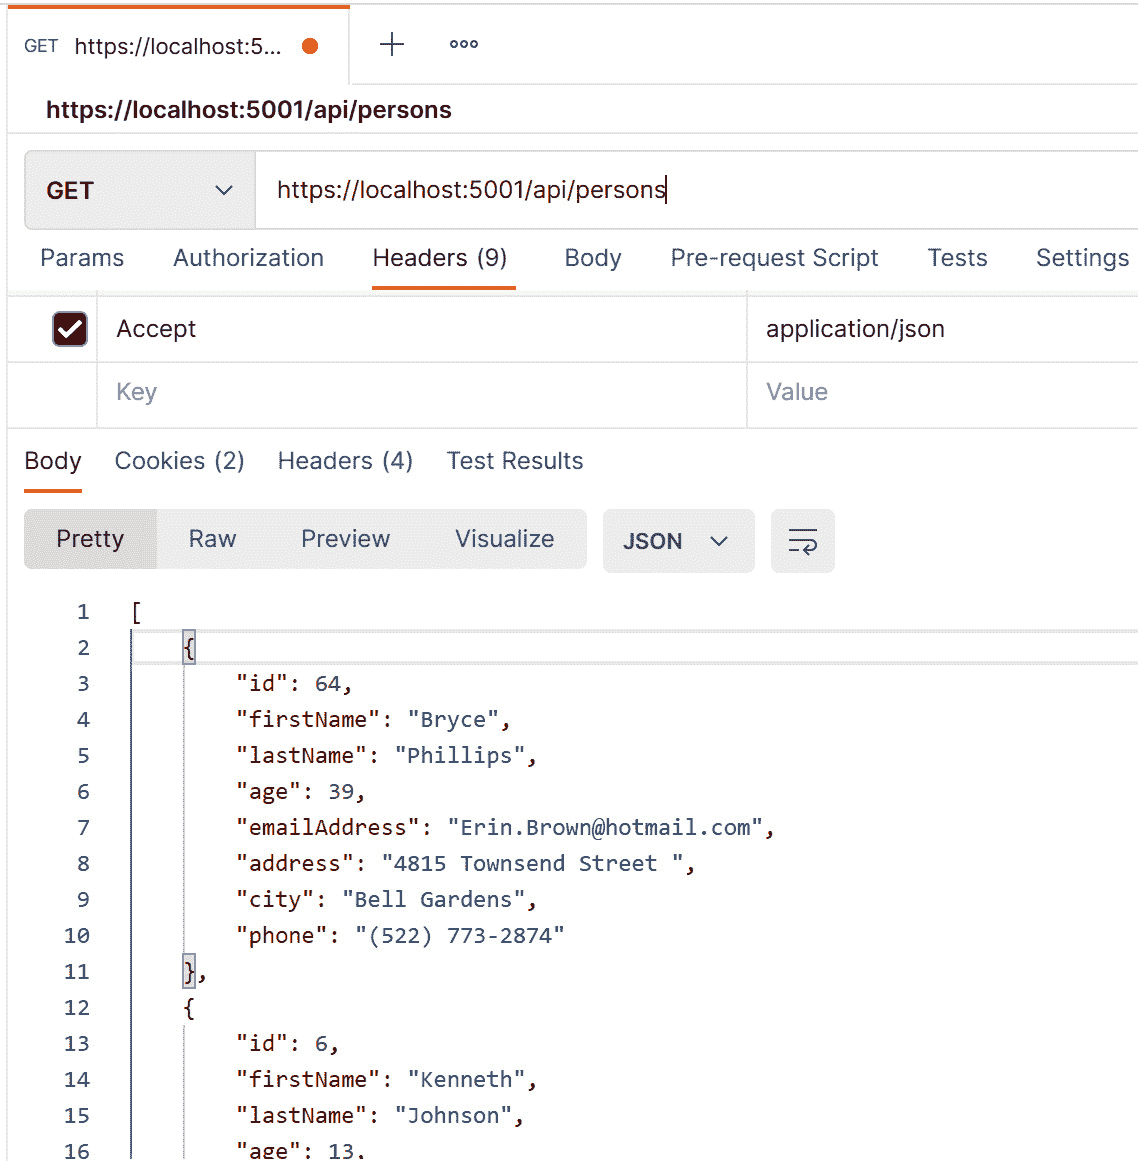 GET https://localhost:5...
https://localhost:5001/api/persons
GET https://localhost:5001/api/persons
Params Authorization Headers (9) Body Pre-request Script Tests Settings
Accept application/json
Key Value
Body Cookies (2) Headers (4) Test Results
Pretty Raw Preview Visualize JSON
1 [
2 {
3 "id": 64,
4 "firstName": "Bryce",
5 "lastName": "Phillips",
6 "age": 39,
7 "emailAddress": "Erin.Brown@hotmail.com",
8 "address": "4815 Townsend Street ",
9 "city": "Bell Gardens",
10 "phone": "(522) 773-2874"
11 },
12 {
13 "id": 6,
14 "firstName": "Kenneth",
15 "lastName": "Johnson",
16 "age": 13,